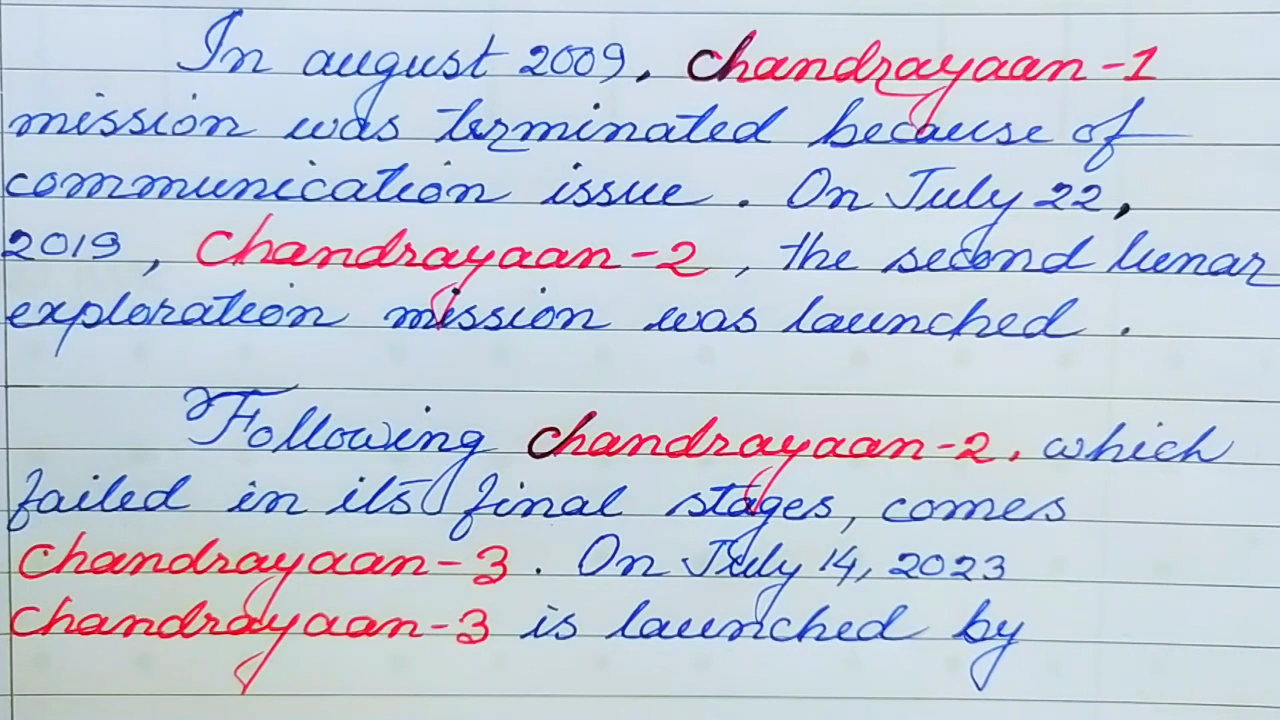 In august 2009, Chandrayaan-1
mission was terminated because of
communication issue. On July 22,
2019, Chandrayaan-2, the second lunar
exploration mission was launched.
Following Chandrayaan-2, which
failed in its final stages, comes
Chandrayaan-3. On July 14, 2023
Chandrayaan-3 is launched by